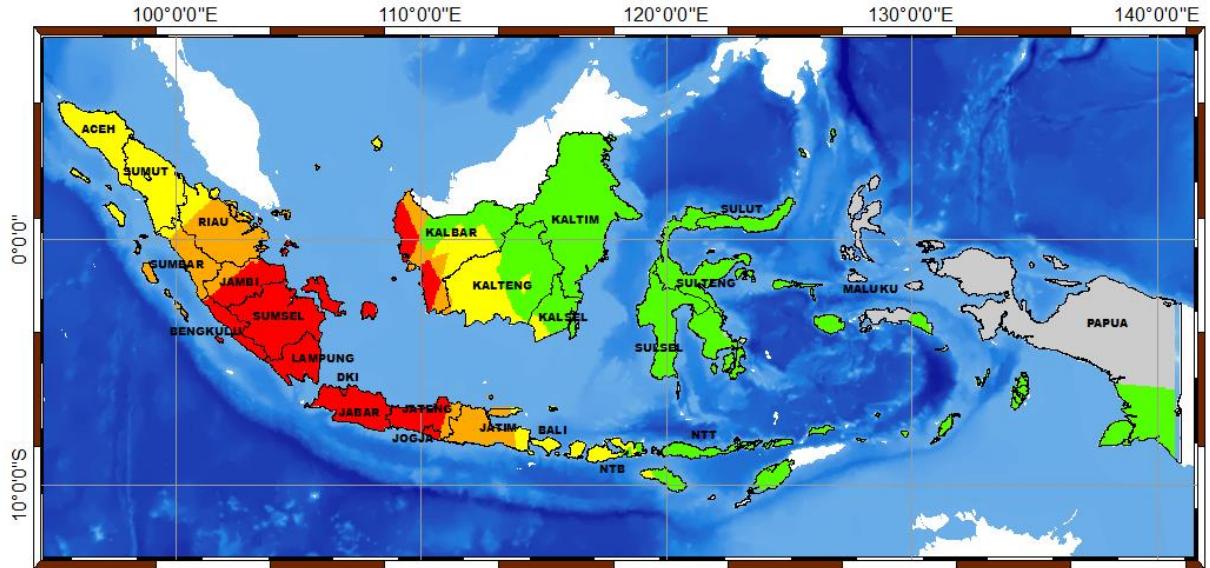 100°0'0"E 110°0'0"E 120°0'0"E 130°0'0"E 140°0'0"E
ACEH
SUMUT
SULUT
RIAU
KALTIM
KALBAR
0°0'0"
SUMBAR
JAMBI
KALTENG
SULTENG
MALUKU
SUMSEL
KALSEL
PAPUA
BENGKULU
SULSEL
LAMPUNG
DKI
JABAR
JATENG
JATIM
BALI
NTT
JOGJA
NTB
10°0'0"S